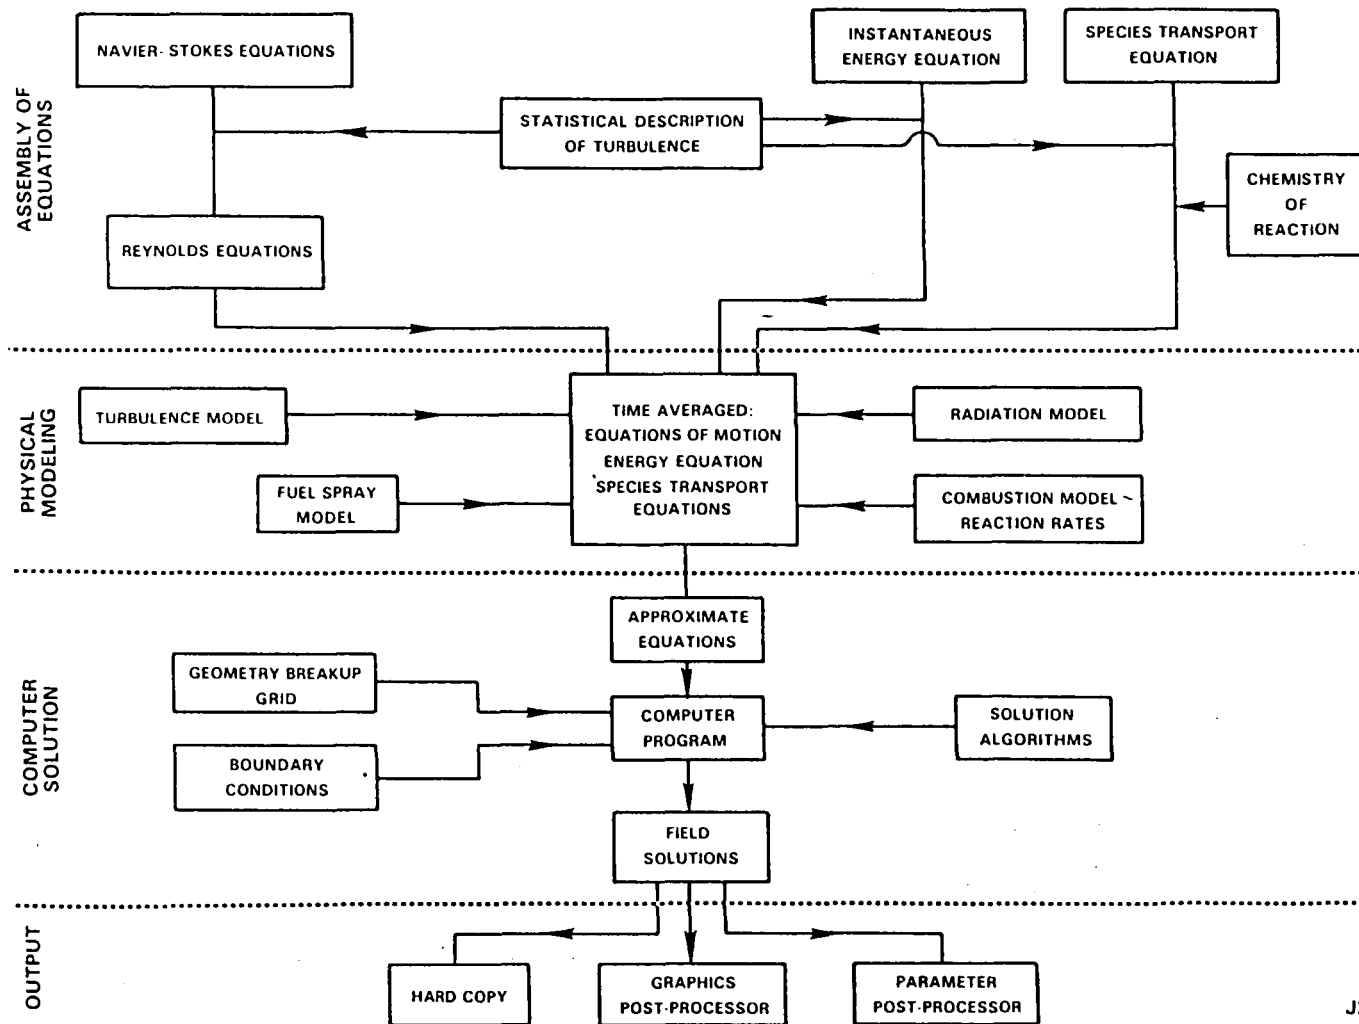 NAVIER-STOKES EQUATIONS
INSTANTANEOUS
ENERGY EQUATION
SPECIES TRANSPORT
EQUATION
STATISTICAL DESCRIPTION
OF TURBULENCE
CHEMISTRY
OF
REACTION
REYNOLDS EQUATIONS
ASSEMBLY OF
EQUATIONS
TURBULENCE MODEL
TIME AVERAGED:
EQUATIONS OF MOTION
ENERGY EQUATION
SPECIES TRANSPORT
EQUATIONS
RADIATION MODEL
FUEL SPRAY
MODEL
COMBUSTION MODEL -
REACTION RATES
PHYSICAL
MODELING
APPROXIMATE
EQUATIONS
GEOMETRY BREAKUP
GRID
COMPUTER
PROGRAM
SOLUTION
ALGORITHMS
BOUNDARY
CONDITIONS
FIELD
SOLUTIONS
COMPUTER
SOLUTION
HARD COPY
GRAPHICS
POST-PROCESSOR
PARAMETER
POST-PROCESSOR
OUTPUT